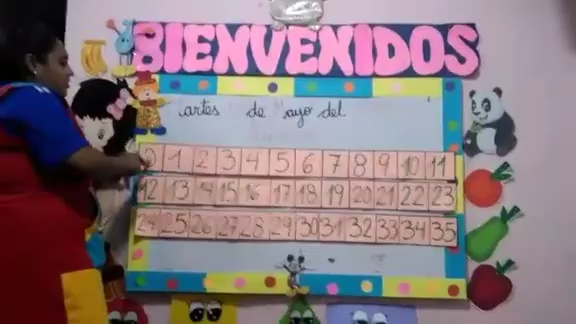 BIENVENIDOS
artes de ayo del
0 1 2 3 4 5 6 7 8 9 10 11
12 13 14 15 16 17 18 19 20 21 22 23
24 25 26 27 28 29 30 31 32 33 34 35